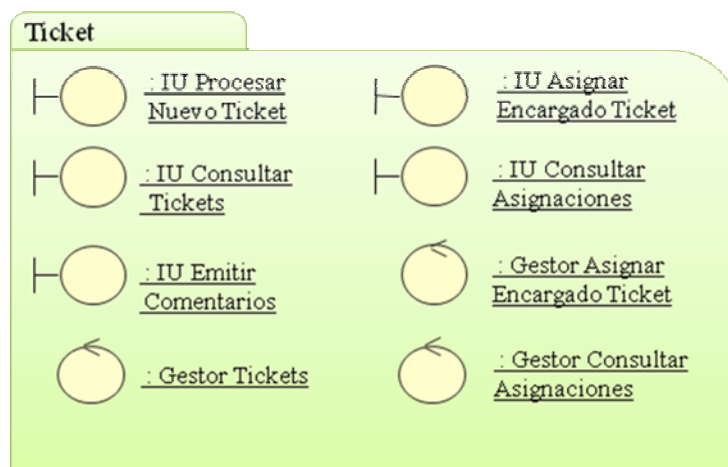 Ticket
: IU Procesar
Nuevo Ticket
: IU Asignar
Encargado Ticket
: IU Consultar
Tickets
: IU Consultar
Asignaciones
: IU Emitir
Comentarios
: Gestor Asignar
Encargado Ticket
: Gestor Tickets
: Gestor Consultar
Asignaciones